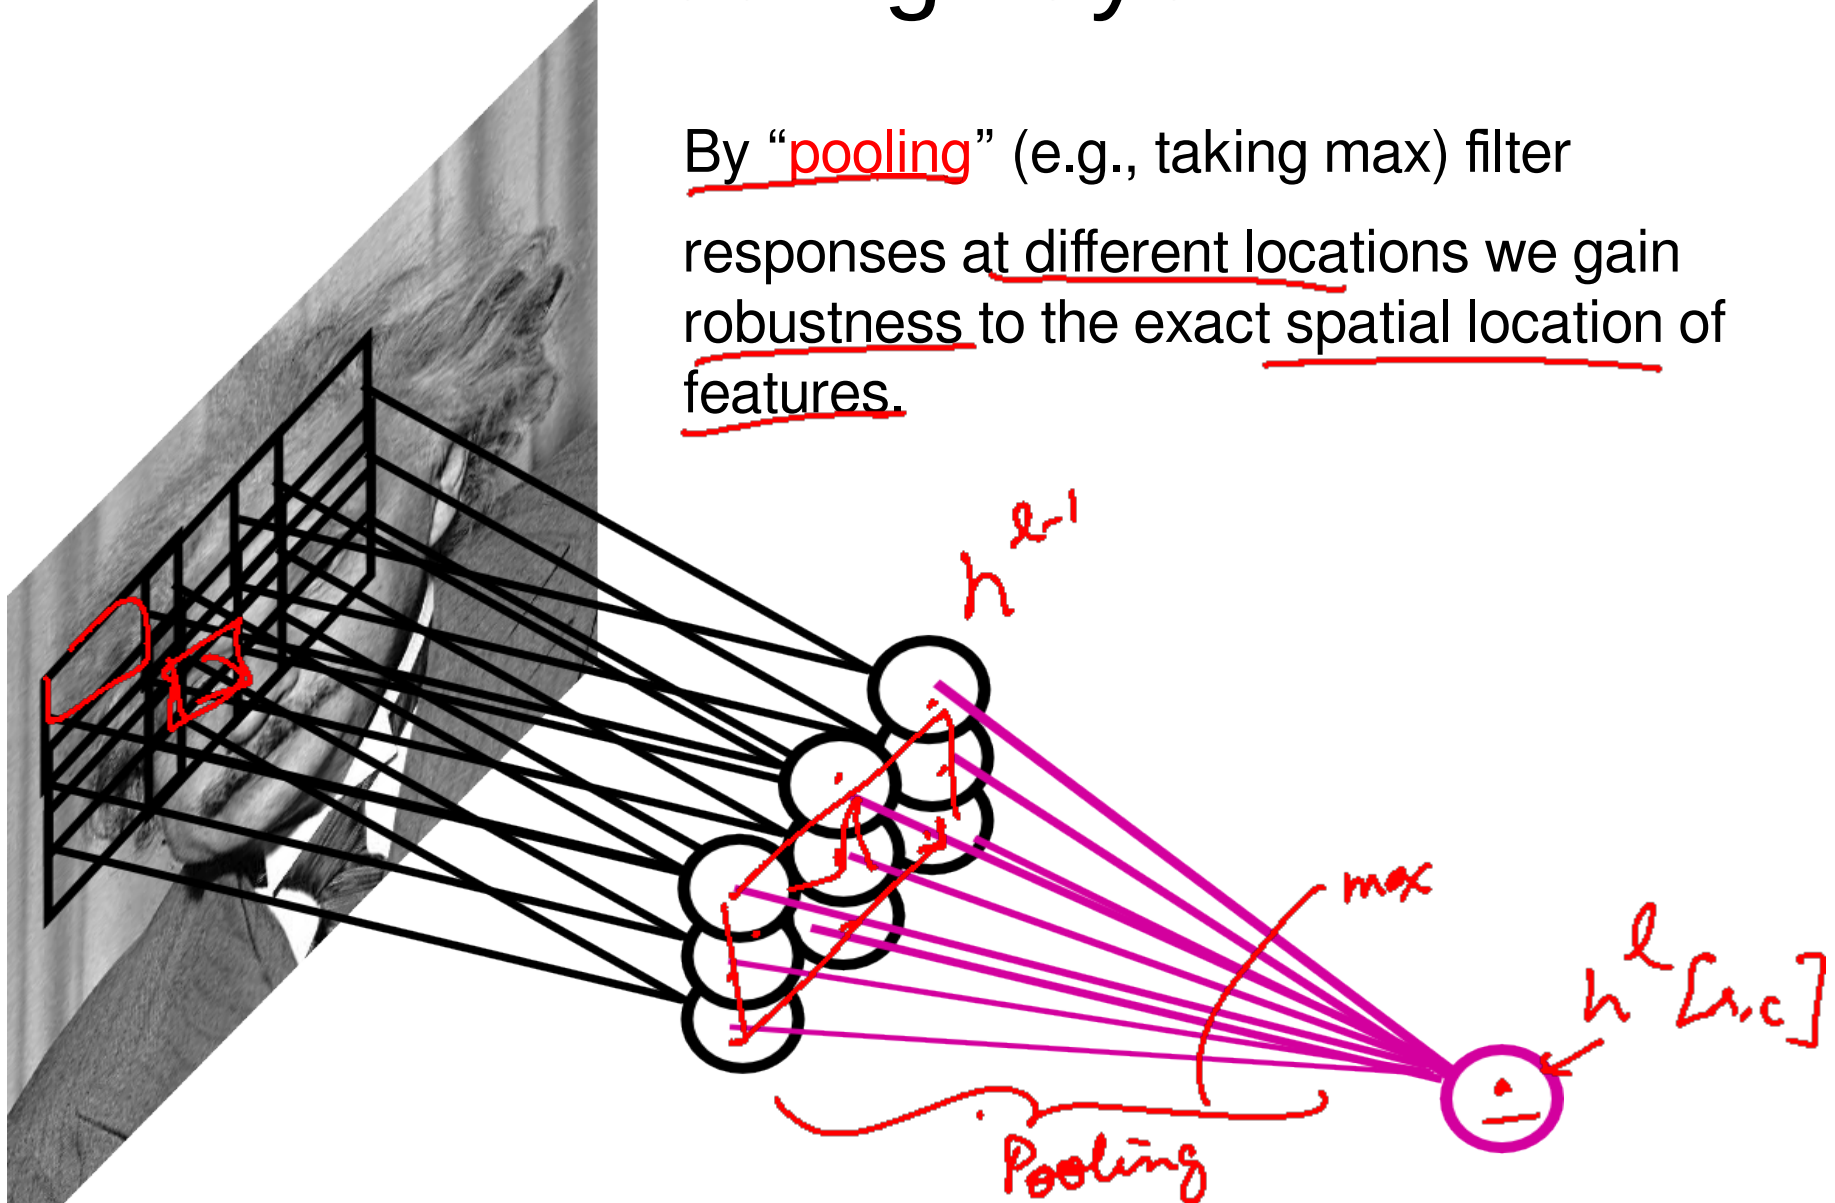 By “pooling” (e.g., taking max) filter
responses at different locations we gain
robustness to the exact spatial location of
features.
h^{l-1}
max
h^l [r,c]
Pooling